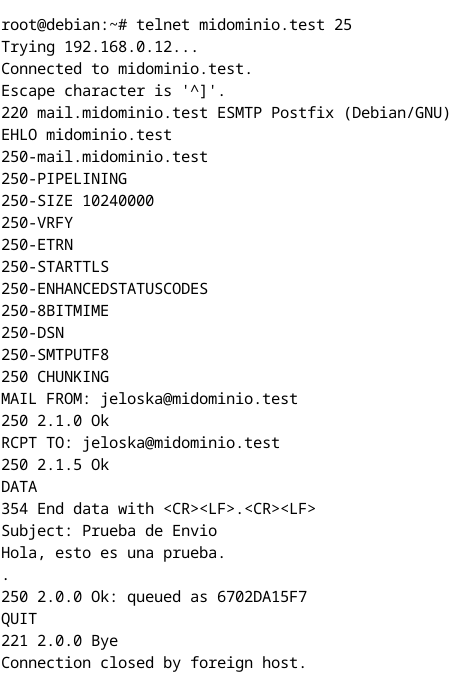 root@debian:~# telnet midominio.test 25
Trying 192.168.0.12...
Connected to midominio.test.
Escape character is '^]'.
220 mail.midominio.test ESMTP Postfix (Debian/GNU)
EHLO midominio.test
250-mail.midominio.test
250-PIPELINING
250-SIZE 10240000
250-VRFY
250-ETRN
250-STARTTLS
250-ENHANCEDSTATUSCODES
250-8BITMIME
250-DSN
250-SMTPUTF8
250 CHUNKING
MAIL FROM: jeloska@midominio.test
250 2.1.0 Ok
RCPT TO: jeloska@midominio.test
250 2.1.5 Ok
DATA
354 End data with <CR><LF>.<CR><LF>
Subject: Prueba de Envio
Hola, esto es una prueba.
.
250 2.0.0 Ok: queued as 6702DA15F7
QUIT
221 2.0.0 Bye
Connection closed by foreign host.